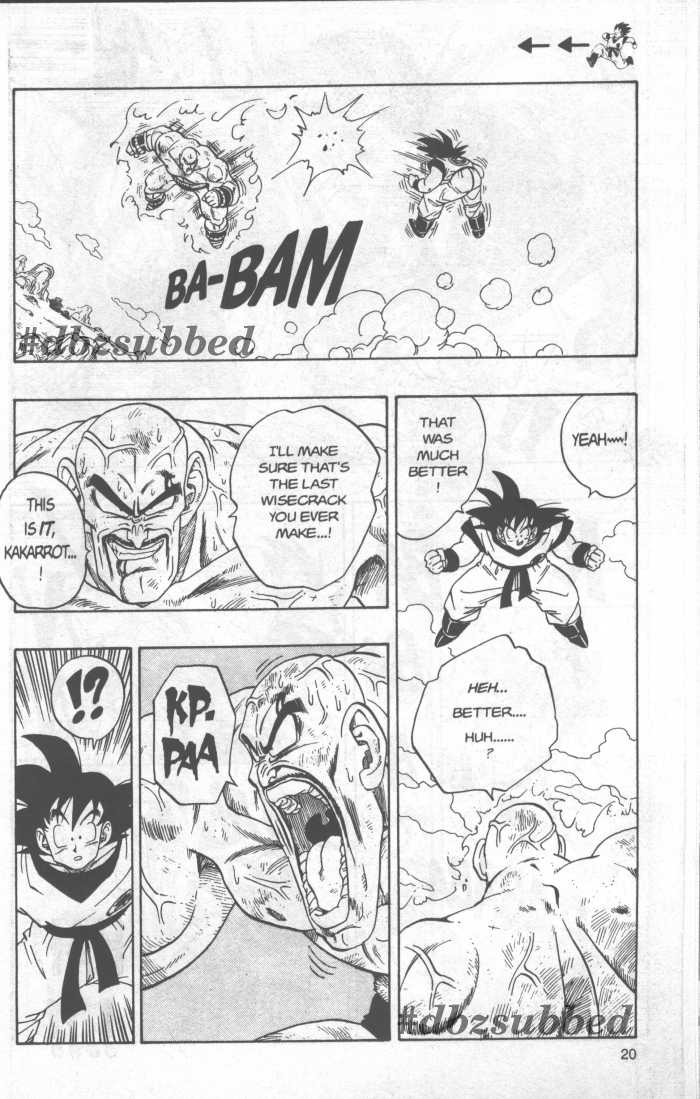 BA-BAM
#dbzsubbed
YEAH〰!
THAT
WAS
MUCH
BETTER
!
HEH...
BETTER....
HUH......
?
I'LL MAKE
SURE THAT'S
THE LAST
WISECRACK
YOU EVER
MAKE...!
THIS
IS IT,
KAKARROT...
!
KP.
PAA
!?
#dbzsubbed
20